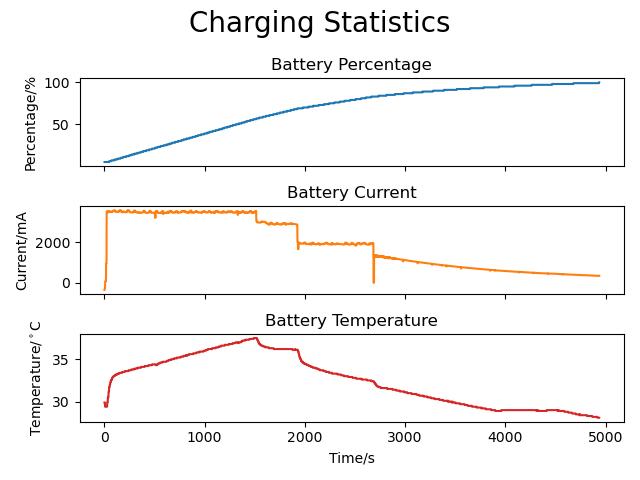 Charging Statistics
Battery Percentage
Percentage/%
100
50
Battery Current
Current/mA
2000
0
Battery Temperature
Temperature/°C
35
30
0 1000 2000 3000 4000 5000
Time/s